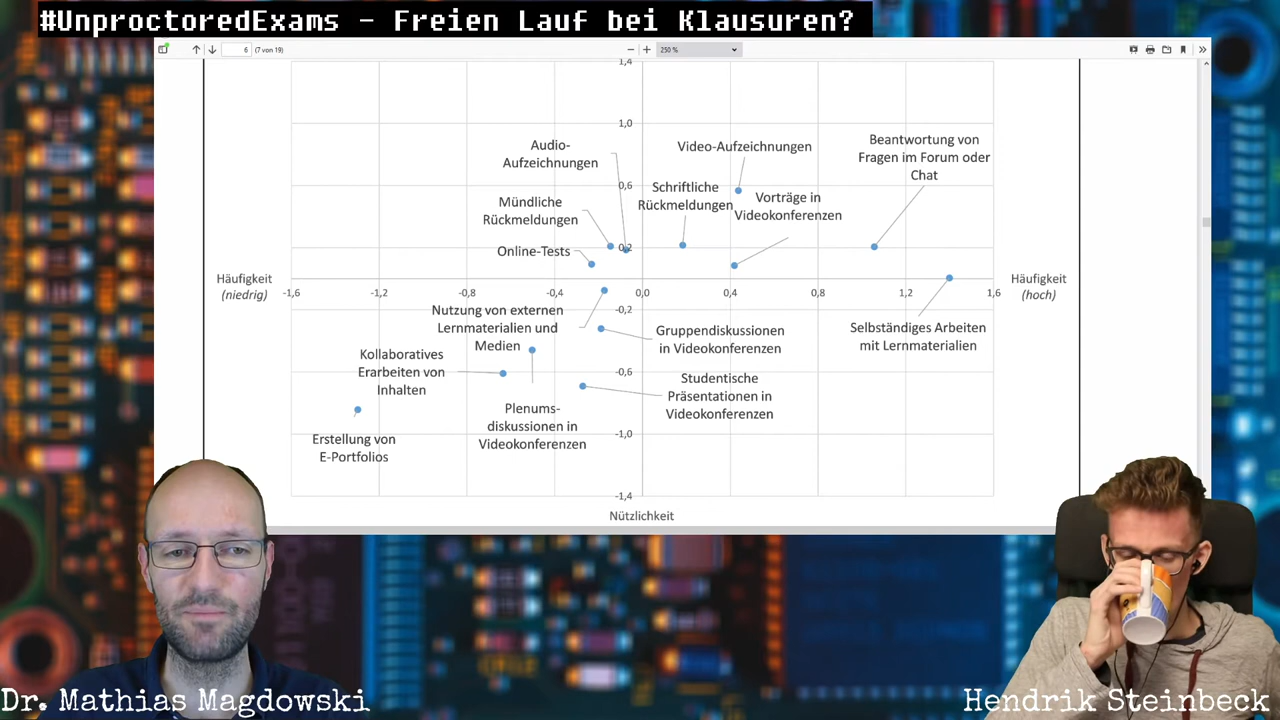 #UnproctoredExams - Freien Lauf bei Klausuren?
6 (7 von 19)
250 %
1,4
1,0
Audio-
Aufzeichnungen
Video-Aufzeichnungen
Beantwortung von
Fragen im Forum oder
Chat
0,6
Mündliche
Rückmeldungen
Schriftliche
Rückmeldungen
Vorträge in
Videokonferenzen
Online-Tests
0,2
Häufigkeit
(niedrig)
-1,6
-1,2
-0,8
-0,4
0,0
0,4
0,8
1,2
1,6
Häufigkeit
(hoch)
-0,2
Nutzung von externen
Lernmaterialien und
Medien
Gruppendiskussionen
in Videokonferenzen
Selbständiges Arbeiten
mit Lernmaterialien
Kollaboratives
Erarbeiten von
Inhalten
-0,6
Studentische
Präsentationen in
Videokonferenzen
Plenums-
diskussionen in
Videokonferenzen
-1,0
Erstellung von
E-Portfolios
-1,4
Nützlichkeit
Dr. Mathias Magdowski
Hendrik Steinbeck